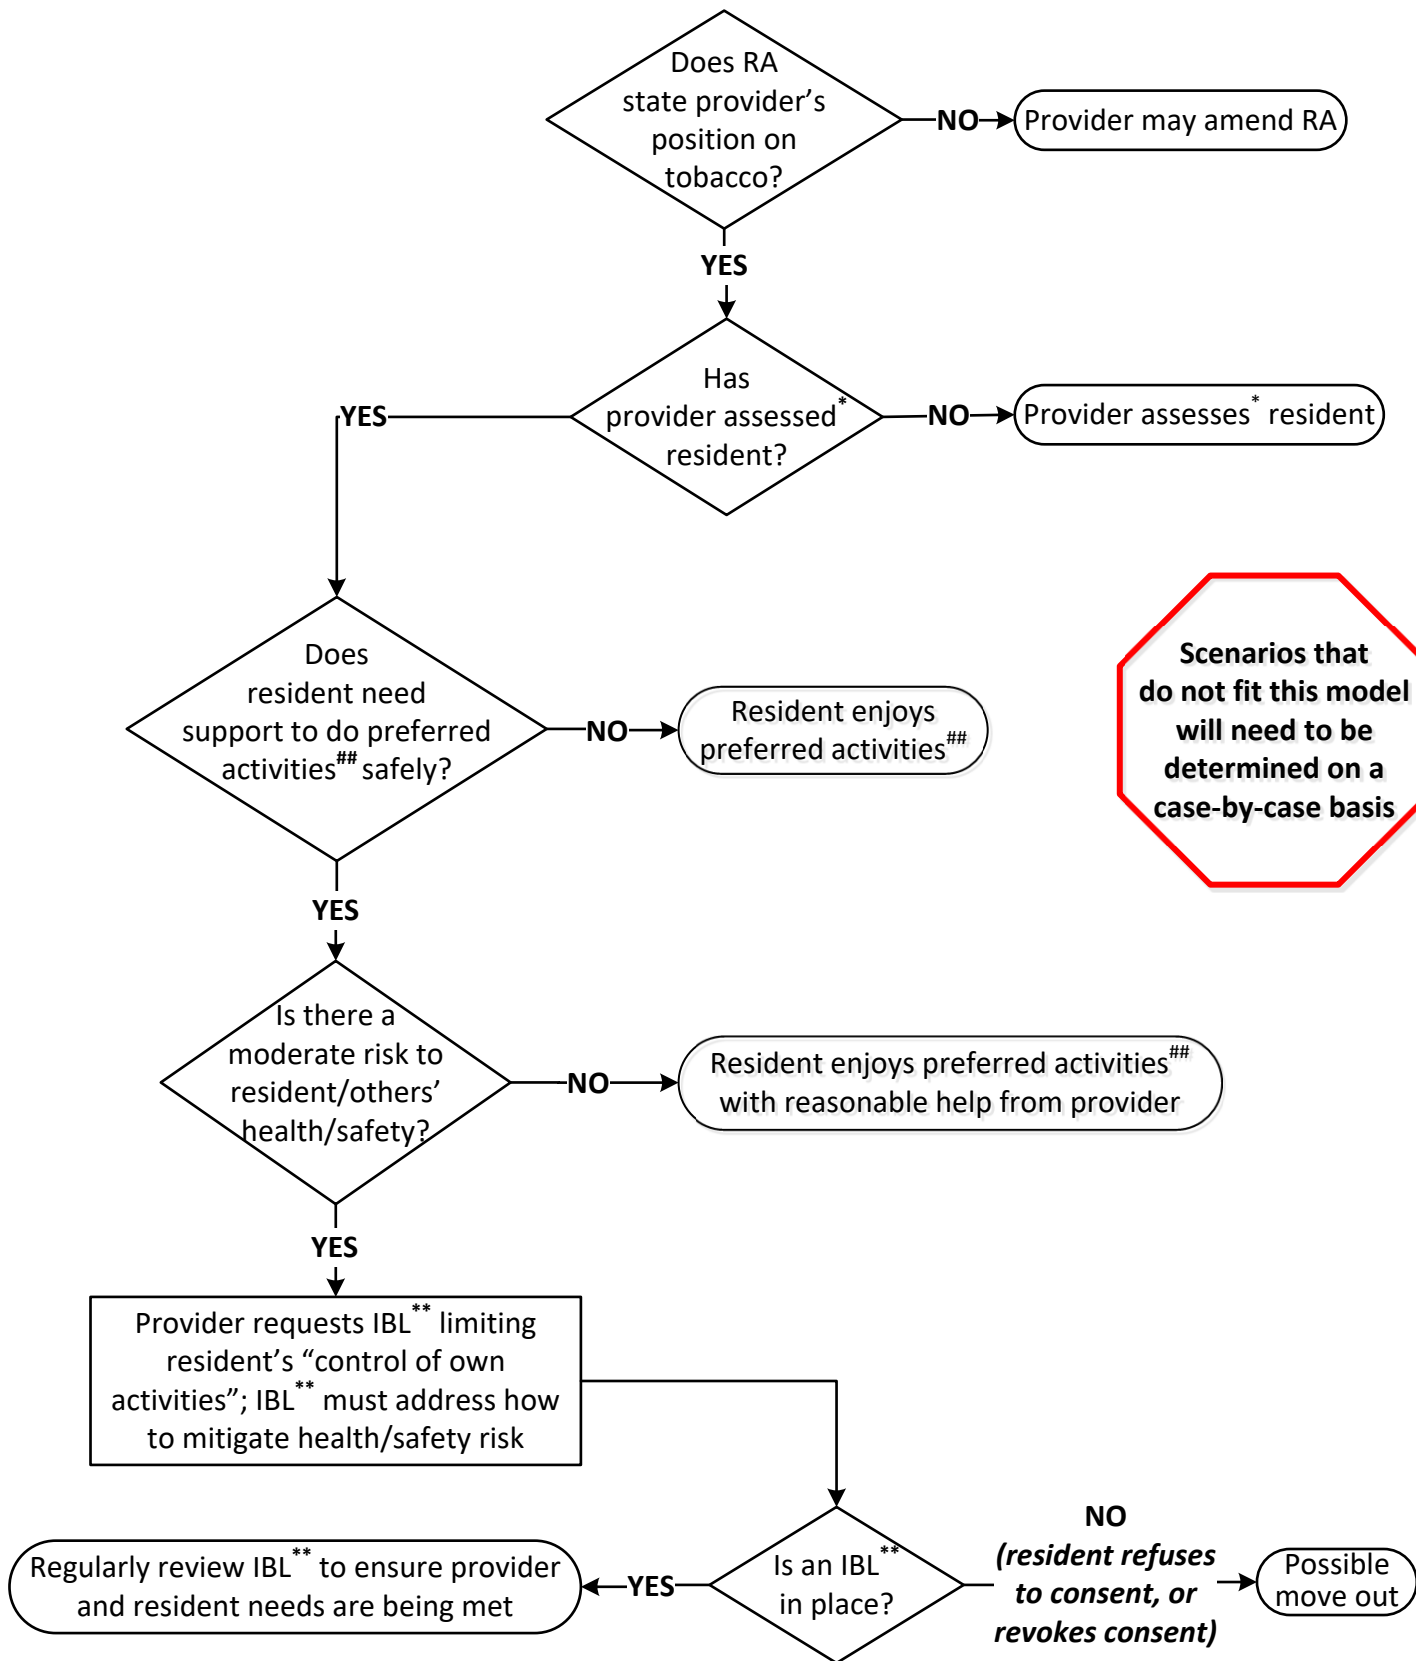 Does RA
state provider’s
position on
tobacco?
NO
Provider may amend RA
YES
Has
provider assessed*
resident?
YES
NO
Provider assesses* resident
Does
resident need
support to do preferred
activities## safely?
NO
Resident enjoys
preferred activities##
Scenarios that
do not fit this model
will need to be
determined on a
case-by-case basis
YES
Is there a
moderate risk to
resident/others’
health/safety?
NO
Resident enjoys preferred activities##
with reasonable help from provider
YES
Provider requests IBL** limiting
resident’s “control of own
activities”; IBL** must address how
to mitigate health/safety risk
Is an IBL**
in place?
YES
Regularly review IBL** to ensure provider
and resident needs are being met
NO
(resident refuses
to consent, or
revokes consent)
Possible
move out